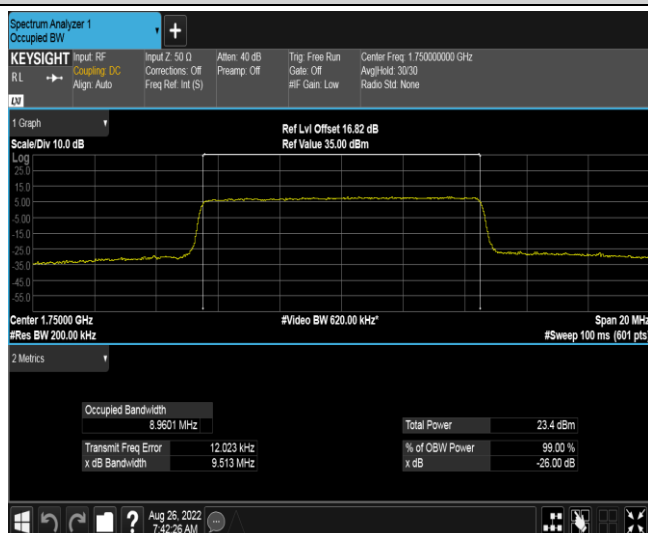 Spectrum Analyzer 1
Occupied BW
+
KEYSIGHT
RL
LXI
Input: RF
Coupling: DC
Align: Auto
Input Z: 50 Ω
Corrections: Off
Freq Ref: Int (S)
Atten: 40 dB
Preamp: Off
Trig: Free Run
Gate: Off
#IF Gain: Low
Center Freq: 1.750000000 GHz
Avg|Hold: 30/30
Radio Std: None
1 Graph
Scale/Div 10.0 dB
Ref Lvl Offset 16.82 dB
Ref Value 35.00 dBm
Log
25.0
15.0
5.00
-5.00
-15.0
-25.0
-35.0
-45.0
-55.0
Center 1.75000 GHz
#Res BW 200.00 kHz
#Video BW 620.00 kHz*
Span 20 MHz
#Sweep 100 ms (601 pts)
2 Metrics
Occupied Bandwidth
8.9601 MHz
Transmit Freq Error 12.023 kHz
x dB Bandwidth 9.513 MHz
Total Power 23.4 dBm
% of OBW Power 99.00 %
x dB -26.00 dB
?
Aug 26, 2022
7:42:26 AM